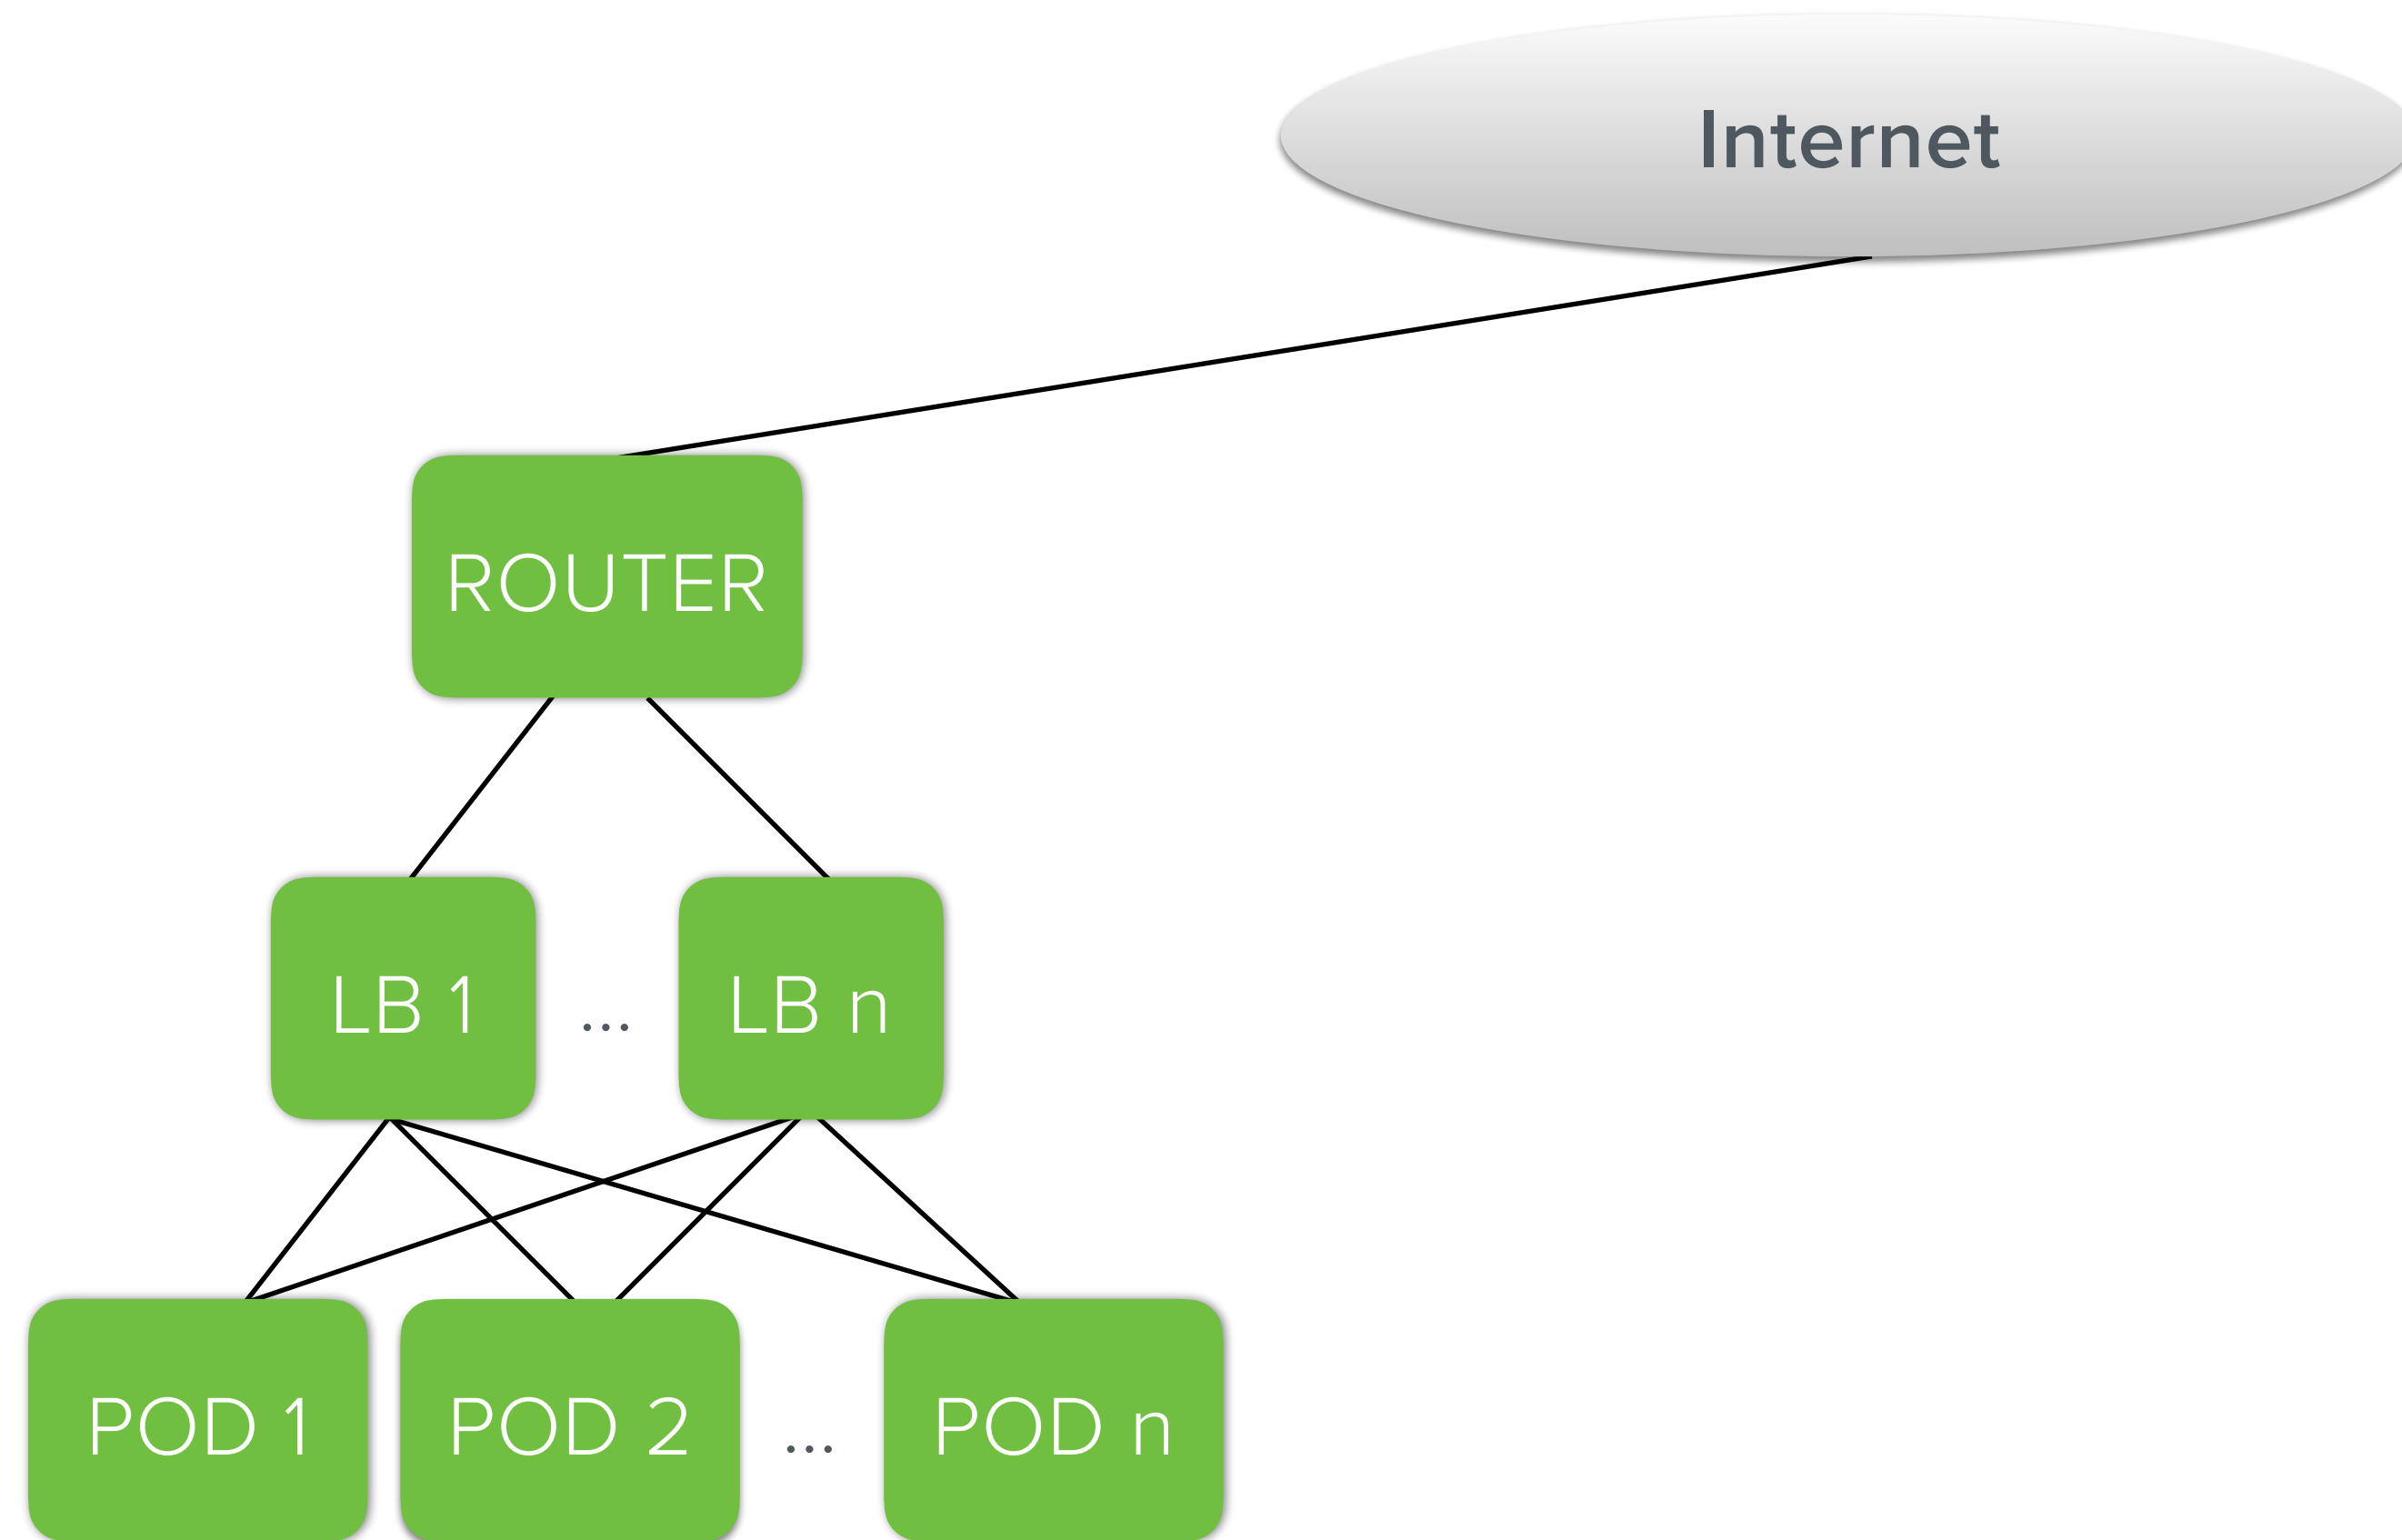 Internet
ROUTER
LB 1 ... LB n
POD 1 POD 2 ... POD n